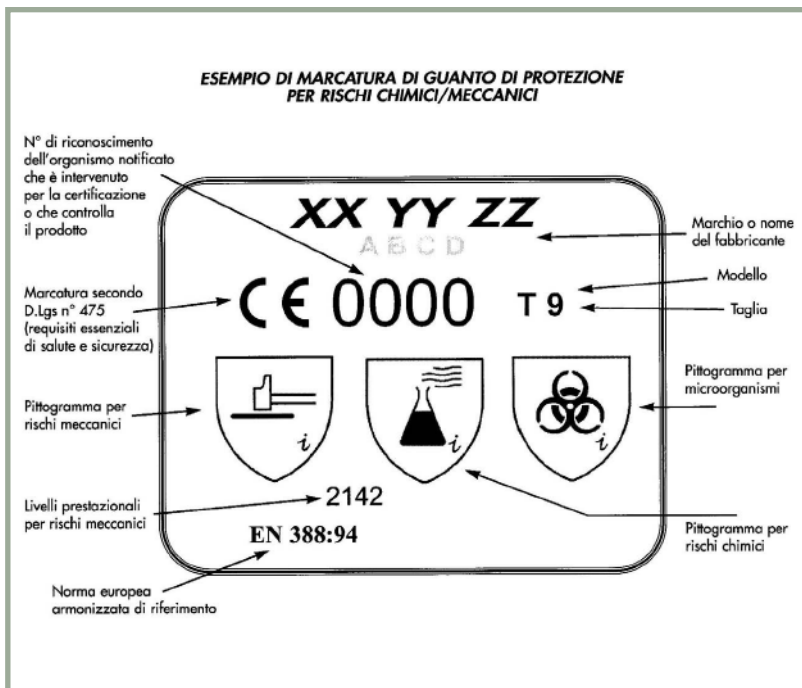 ESEMPIO DI MARCATURA DI GUANTO DI PROTEZIONE
PER RISCHI CHIMICI/MECCANICI
N° di riconoscimento
dell'organismo notificato
che è intervenuto
per la certificazione
o che controlla
il prodotto
XX YY ZZ
A B C D
Marchio o nome
del fabbricante
Marcatura secondo
D.Lgs n° 475
(requisiti essenziali
di salute e sicurezza)
CE 0000 T 9
Modello
Taglia
Pittogramma per
rischi meccanici
i
i
i
Pittogramma per
microorganismi
Livelli prestazionali
per rischi meccanici
2142
EN 388:94
Pittogramma per
rischi chimici
Norma europea
armonizzata di riferimento